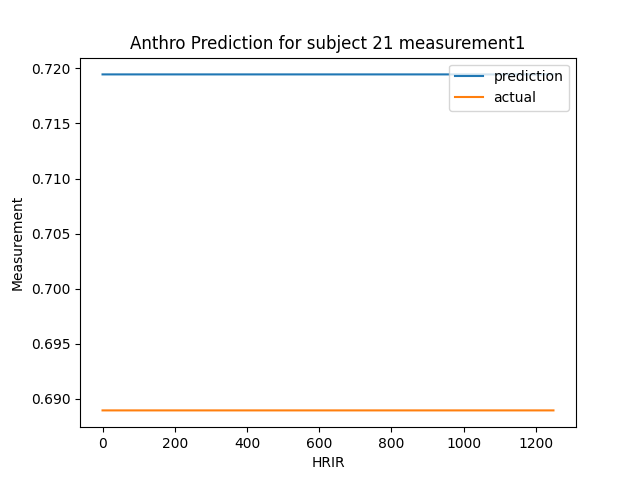 Anthro Prediction for subject 21 measurement1
prediction
actual
0.720
0.715
0.710
0.705
0.700
0.695
0.690
Measurement
0
200
400
600
800
1000
1200
HRIR